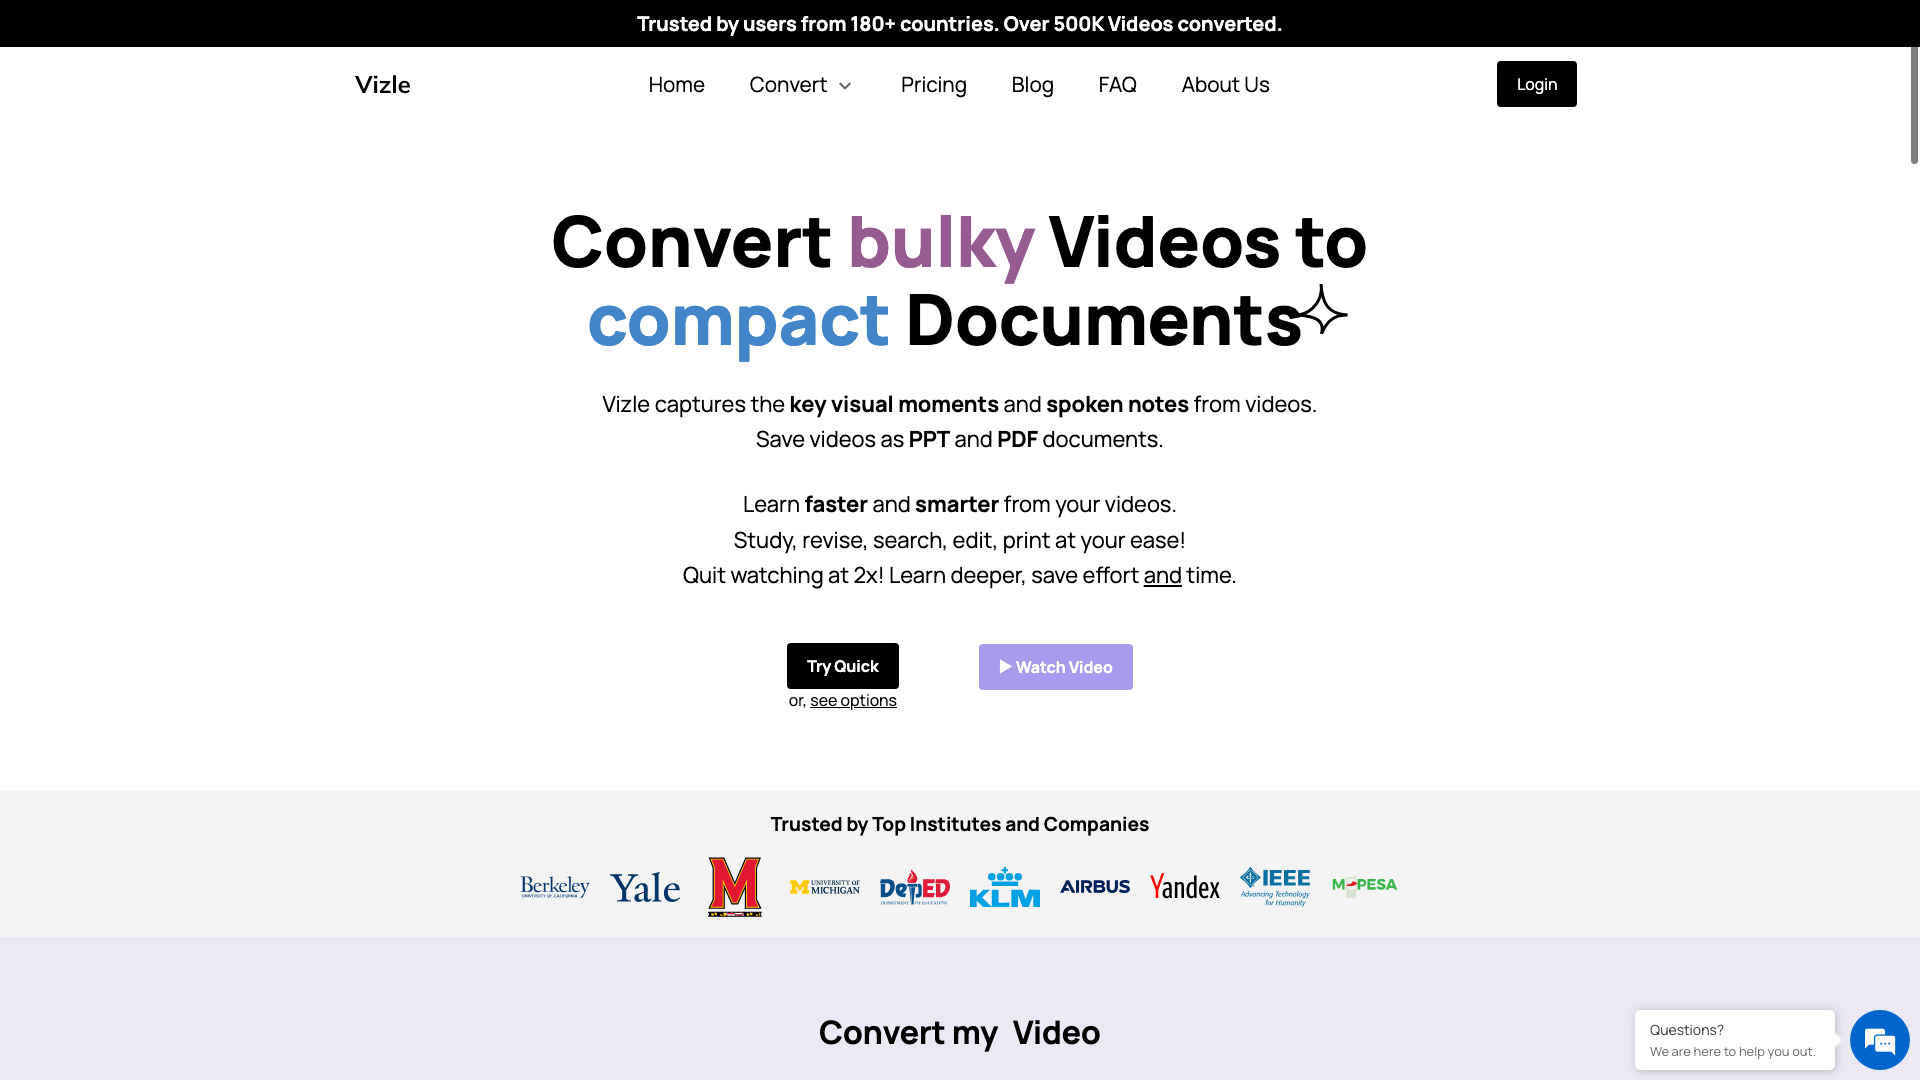 Trusted by users from 180+ countries. Over 500K Videos converted.
Vizle
Home
Convert
Pricing
Blog
FAQ
About Us
Login
Convert bulky Videos to
compact Documents
Vizle captures the key visual moments and spoken notes from videos.
Save videos as PPT and PDF documents.
Learn faster and smarter from your videos.
Study, revise, search, edit, print at your ease!
Quit watching at 2x! Learn deeper, save effort and time.
Try Quick
Watch Video
or, see options
Trusted by Top Institutes and Companies
Berkeley
UNIVERSITY OF CALIFORNIA
Yale
M
M UNIVERSITY OF
MICHIGAN
DepED
DEPARTMENT OF EDUCATION
KLM
AIRBUS
Yandex
IEEE
Advancing Technology
for Humanity
M-PESA
Convert my Video
Questions?
We are here to help you out.